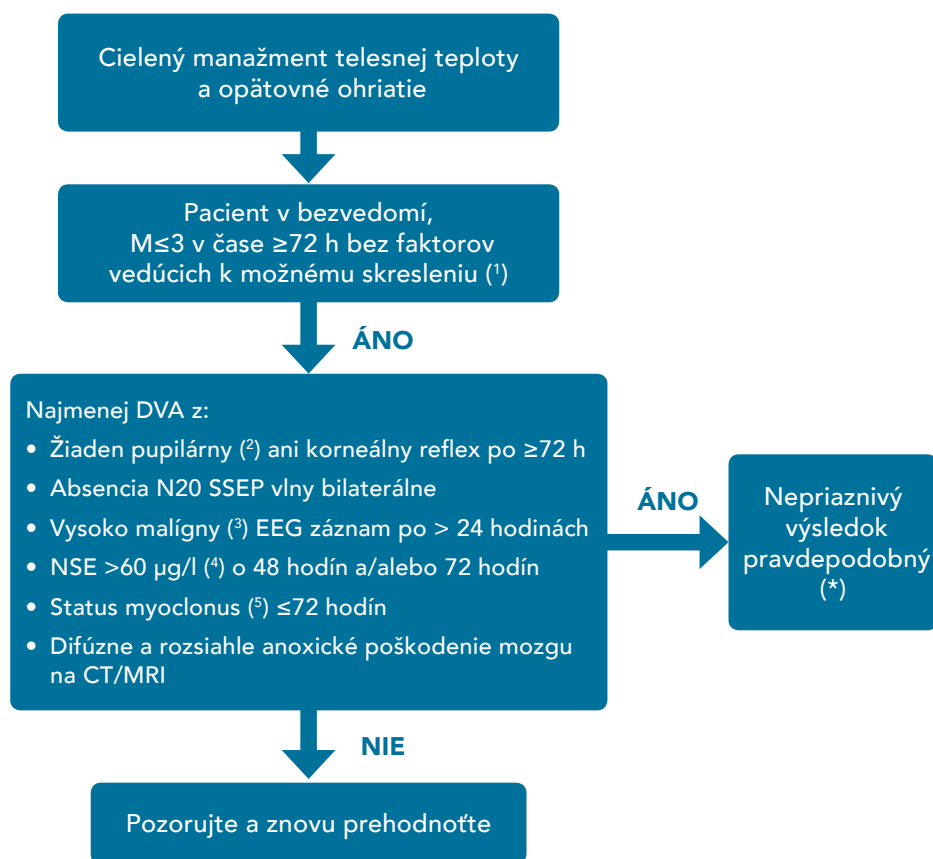 Cielený manažment telesnej teploty
a opätovné ohriatie
Pacient v bezvedomí,
M≤3 v čase ≥72 h bez faktorov
vedúcich k možnému skresleniu (¹)
ÁNO
Najmenej DVA z:
• Žiaden pupilárny (²) ani korneálny reflex po ≥72 h
• Absencia N20 SSEP vlny bilaterálne
• Vysoko malígny (³) EEG záznam po > 24 hodinách
• NSE >60 µg/l (⁴) o 48 hodín a/alebo 72 hodín
• Status myoclonus (⁵) ≤72 hodín
• Difúzne a rozsiahle anoxické poškodenie mozgu
na CT/MRI
ÁNO
Nepriaznivý
výsledok
pravdepodobný
(*)
NIE
Pozorujte a znovu prehodnoťte